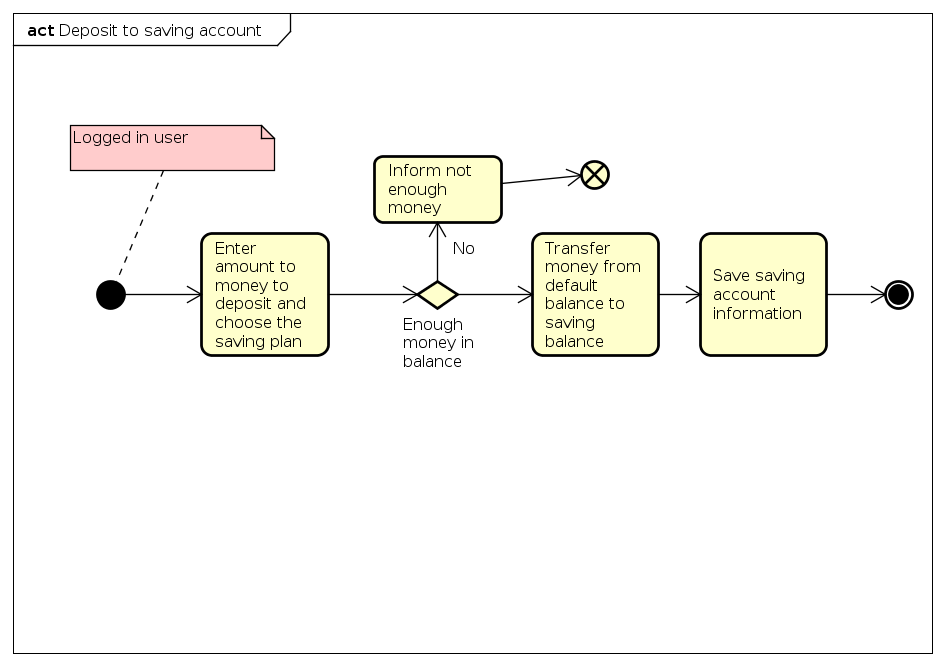 act Deposit to saving account
Logged in user
Inform not
enough
money
No
Enter
amount to
money to
deposit and
choose the
saving plan
Enough
money in
balance
Transfer
money from
default
balance to
saving
balance
Save saving
account
information